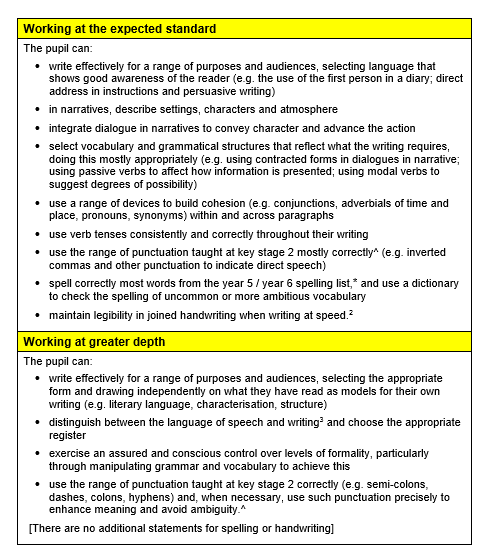 Working at the expected standard
The pupil can:
• write effectively for a range of purposes and audiences, selecting language that
shows good awareness of the reader (e.g. the use of the first person in a diary; direct
address in instructions and persuasive writing)
• in narratives, describe settings, characters and atmosphere
• integrate dialogue in narratives to convey character and advance the action
• select vocabulary and grammatical structures that reflect what the writing requires,
doing this mostly appropriately (e.g. using contracted forms in dialogues in narrative;
using passive verbs to affect how information is presented; using modal verbs to
suggest degrees of possibility)
• use a range of devices to build cohesion (e.g. conjunctions, adverbials of time and
place, pronouns, synonyms) within and across paragraphs
• use verb tenses consistently and correctly throughout their writing
• use the range of punctuation taught at key stage 2 mostly correctly^ (e.g. inverted
commas and other punctuation to indicate direct speech)
• spell correctly most words from the year 5 / year 6 spelling list,* and use a dictionary
to check the spelling of uncommon or more ambitious vocabulary
• maintain legibility in joined handwriting when writing at speed.²
Working at greater depth
The pupil can:
• write effectively for a range of purposes and audiences, selecting the appropriate
form and drawing independently on what they have read as models for their own
writing (e.g. literary language, characterisation, structure)
• distinguish between the language of speech and writing³ and choose the appropriate
register
• exercise an assured and conscious control over levels of formality, particularly
through manipulating grammar and vocabulary to achieve this
• use the range of punctuation taught at key stage 2 correctly (e.g. semi-colons,
dashes, colons, hyphens) and, when necessary, use such punctuation precisely to
enhance meaning and avoid ambiguity.^
[There are no additional statements for spelling or handwriting]